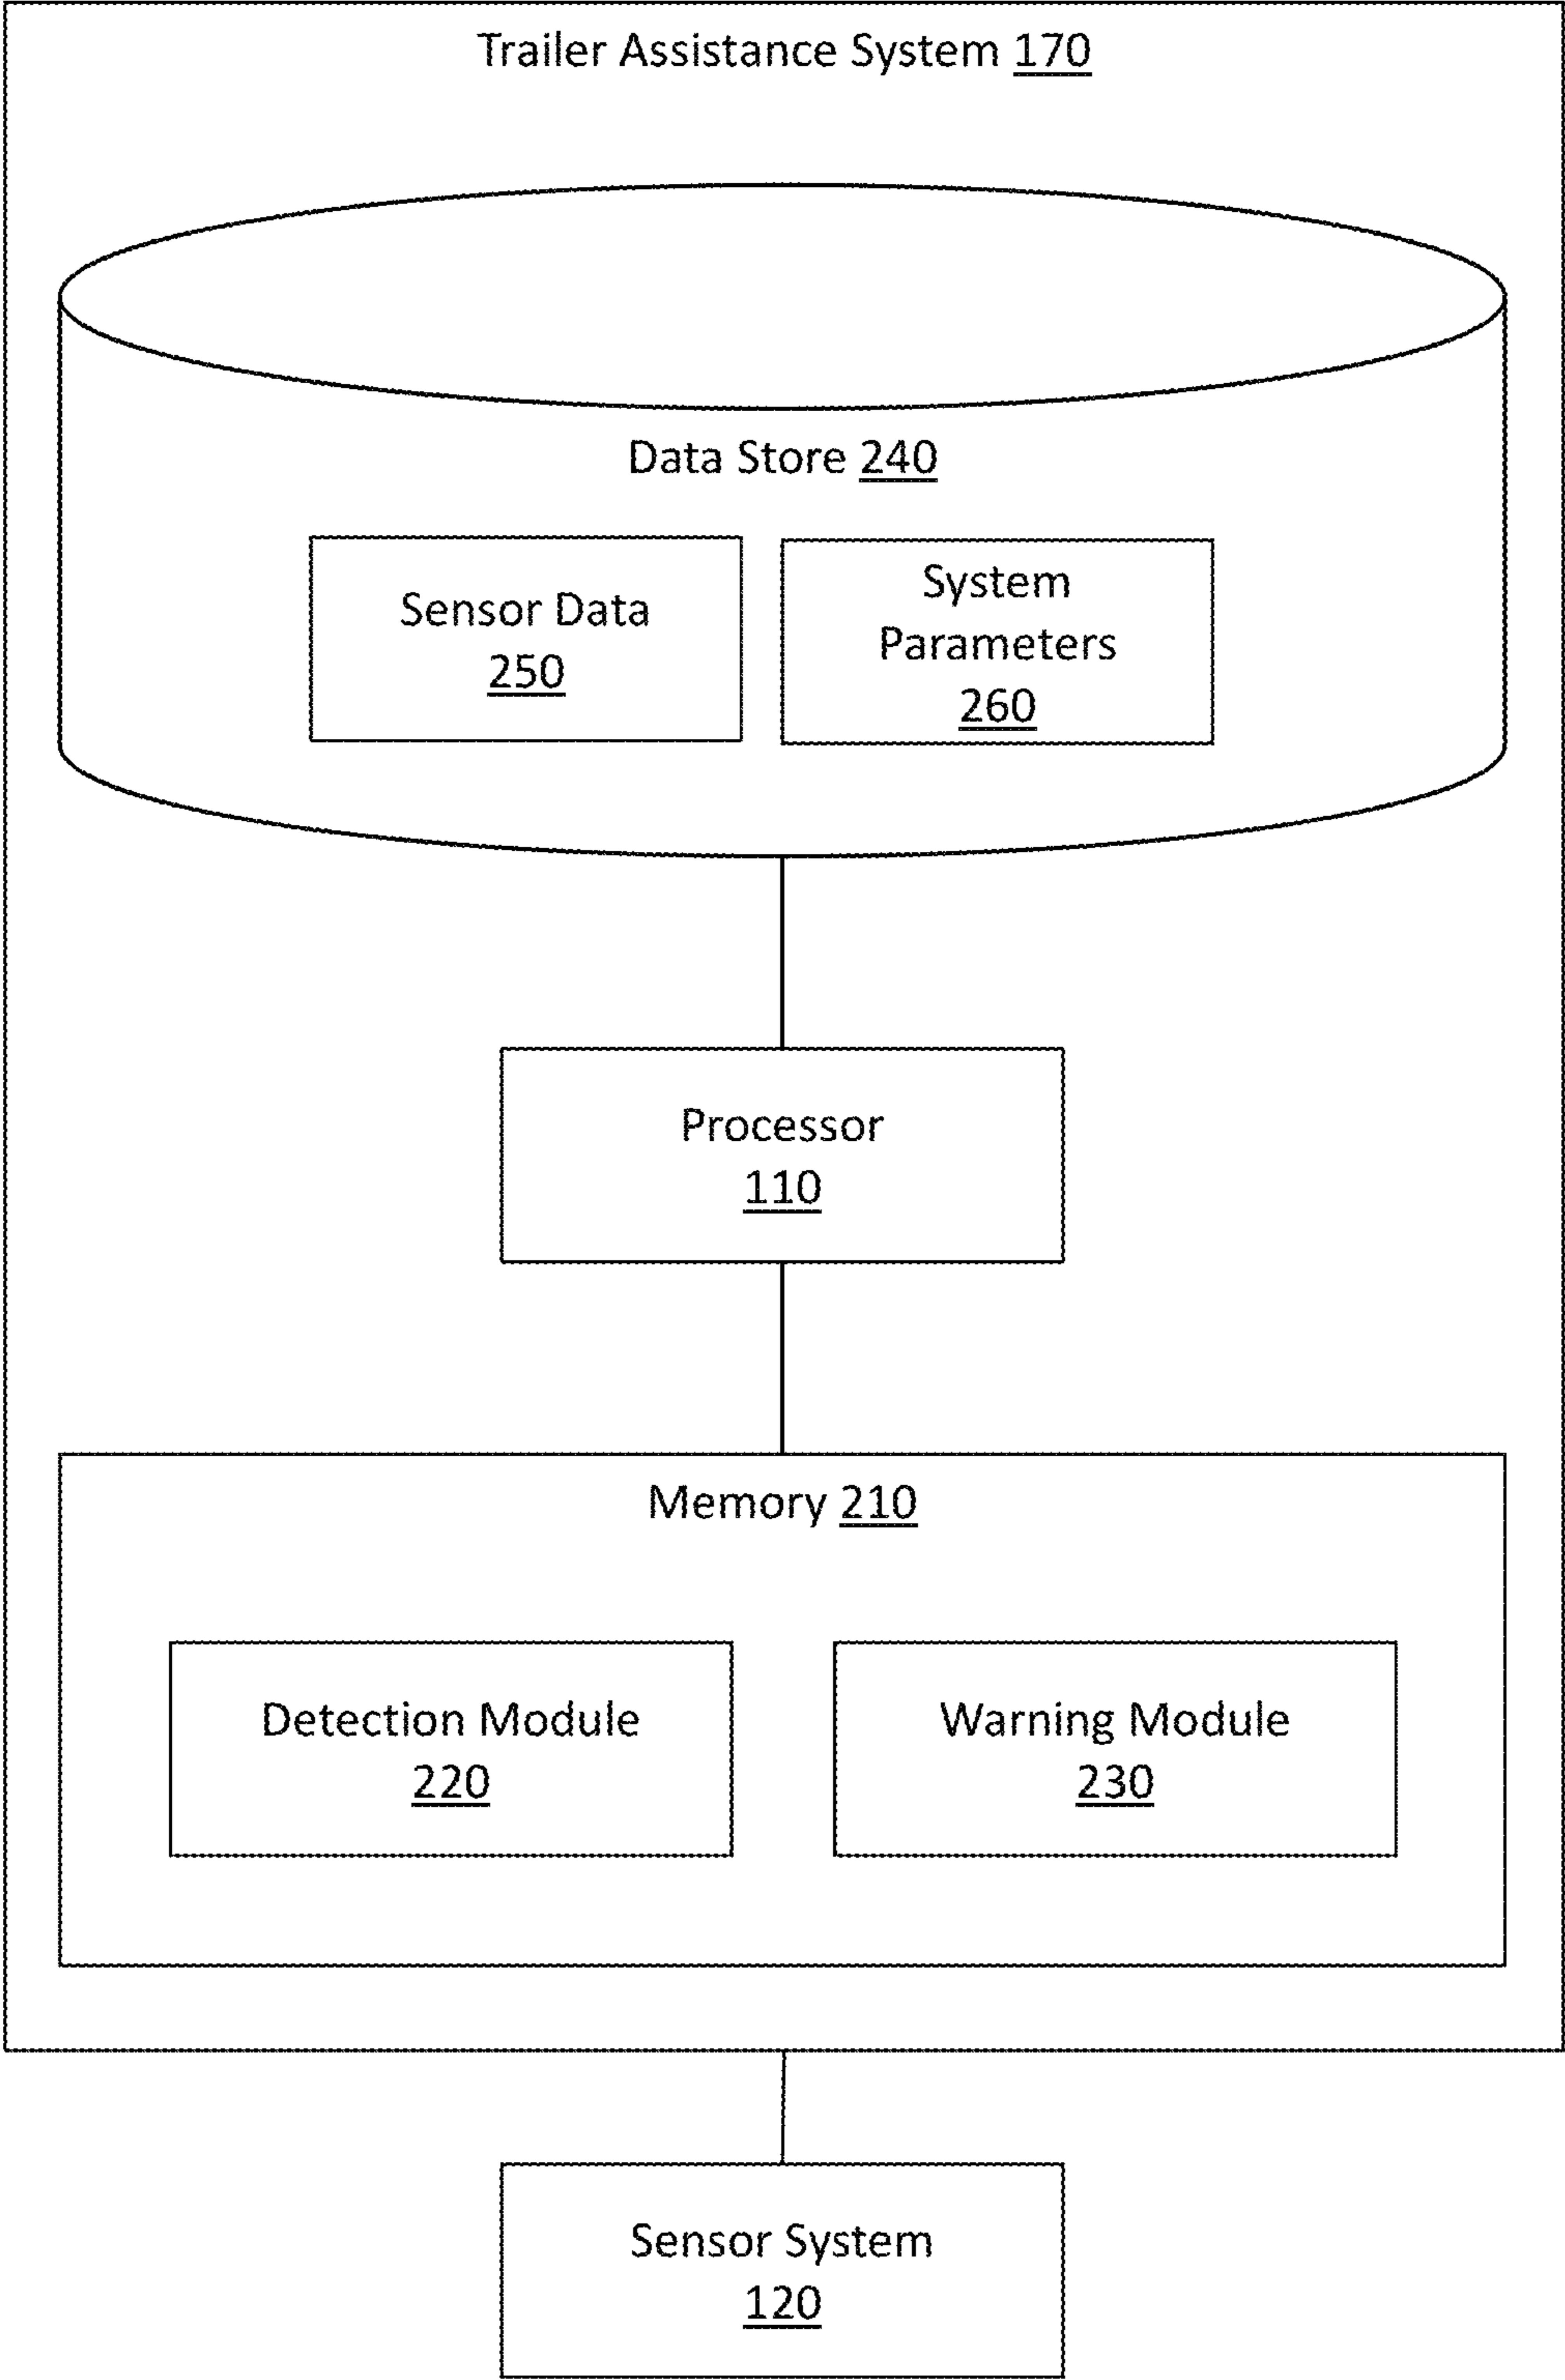 Trailer Assistance System 170
Data Store 240
Sensor Data
250
System
Parameters
260
Processor
110
Memory 210
Detection Module
220
Warning Module
230
Sensor System
120